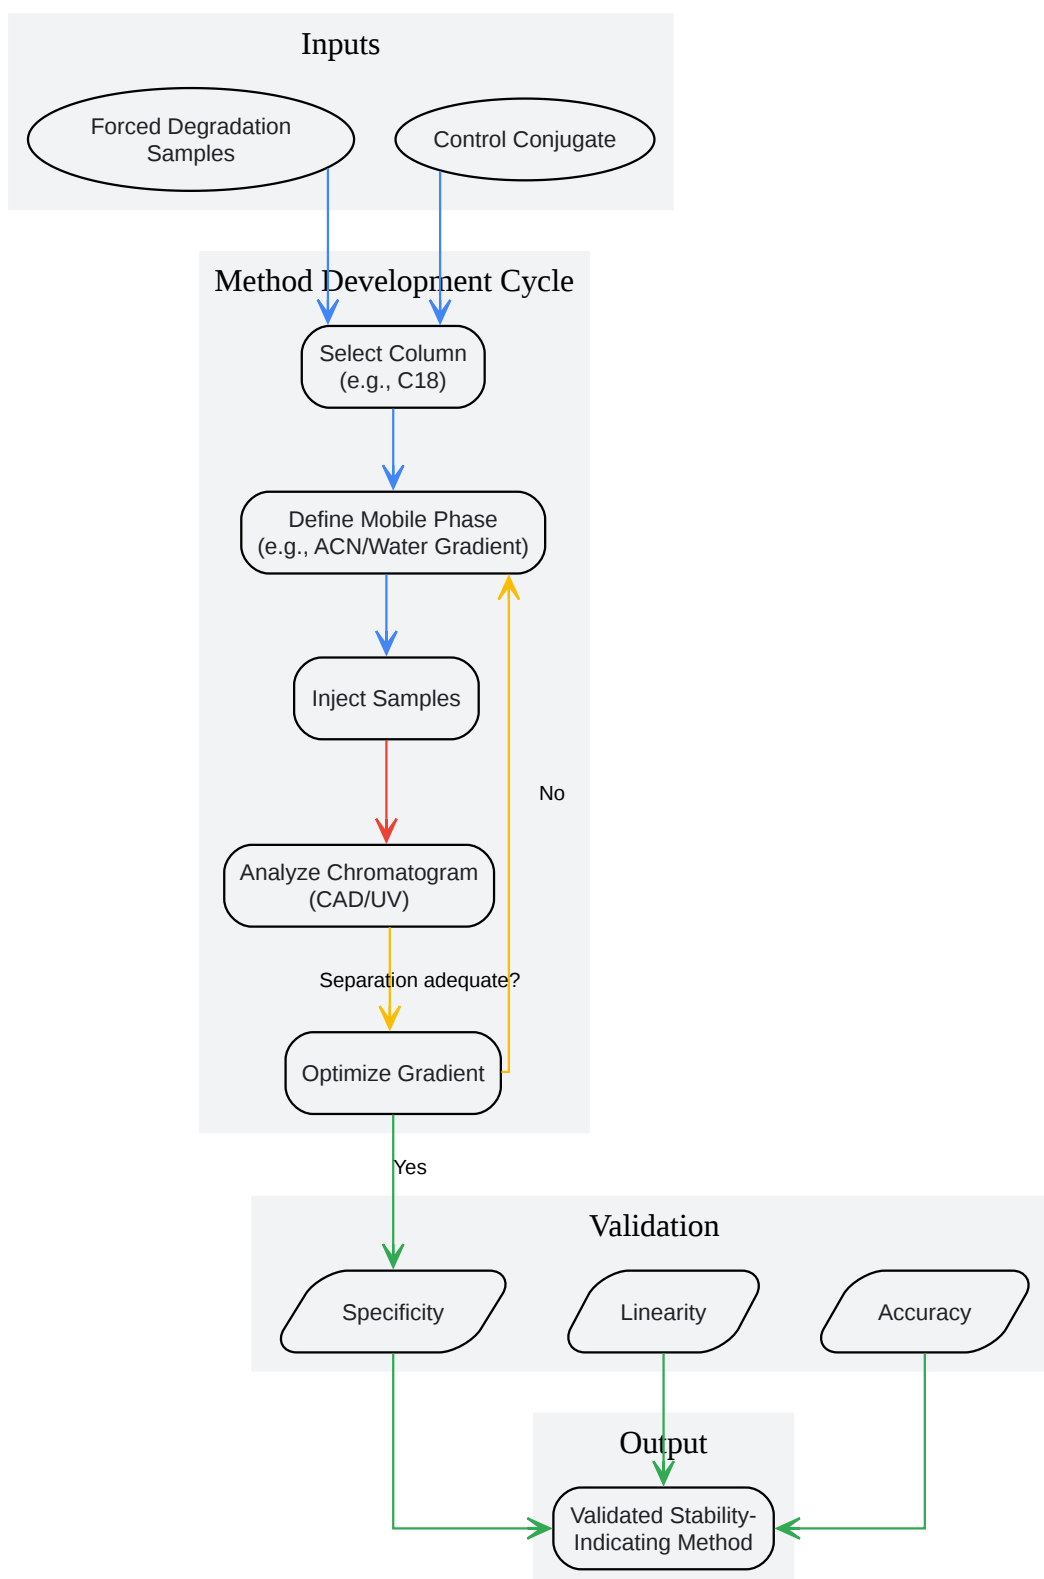 Inputs
Forced Degradation
Samples
Control Conjugate
Method Development Cycle
Select Column
(e.g., C18)
Define Mobile Phase
(e.g., ACN/Water Gradient)
Inject Samples
No
Analyze Chromatogram
(CAD/UV)
Separation adequate?
Optimize Gradient
Yes
Validation
Specificity
Linearity
Accuracy
Output
Validated Stability-
Indicating Method